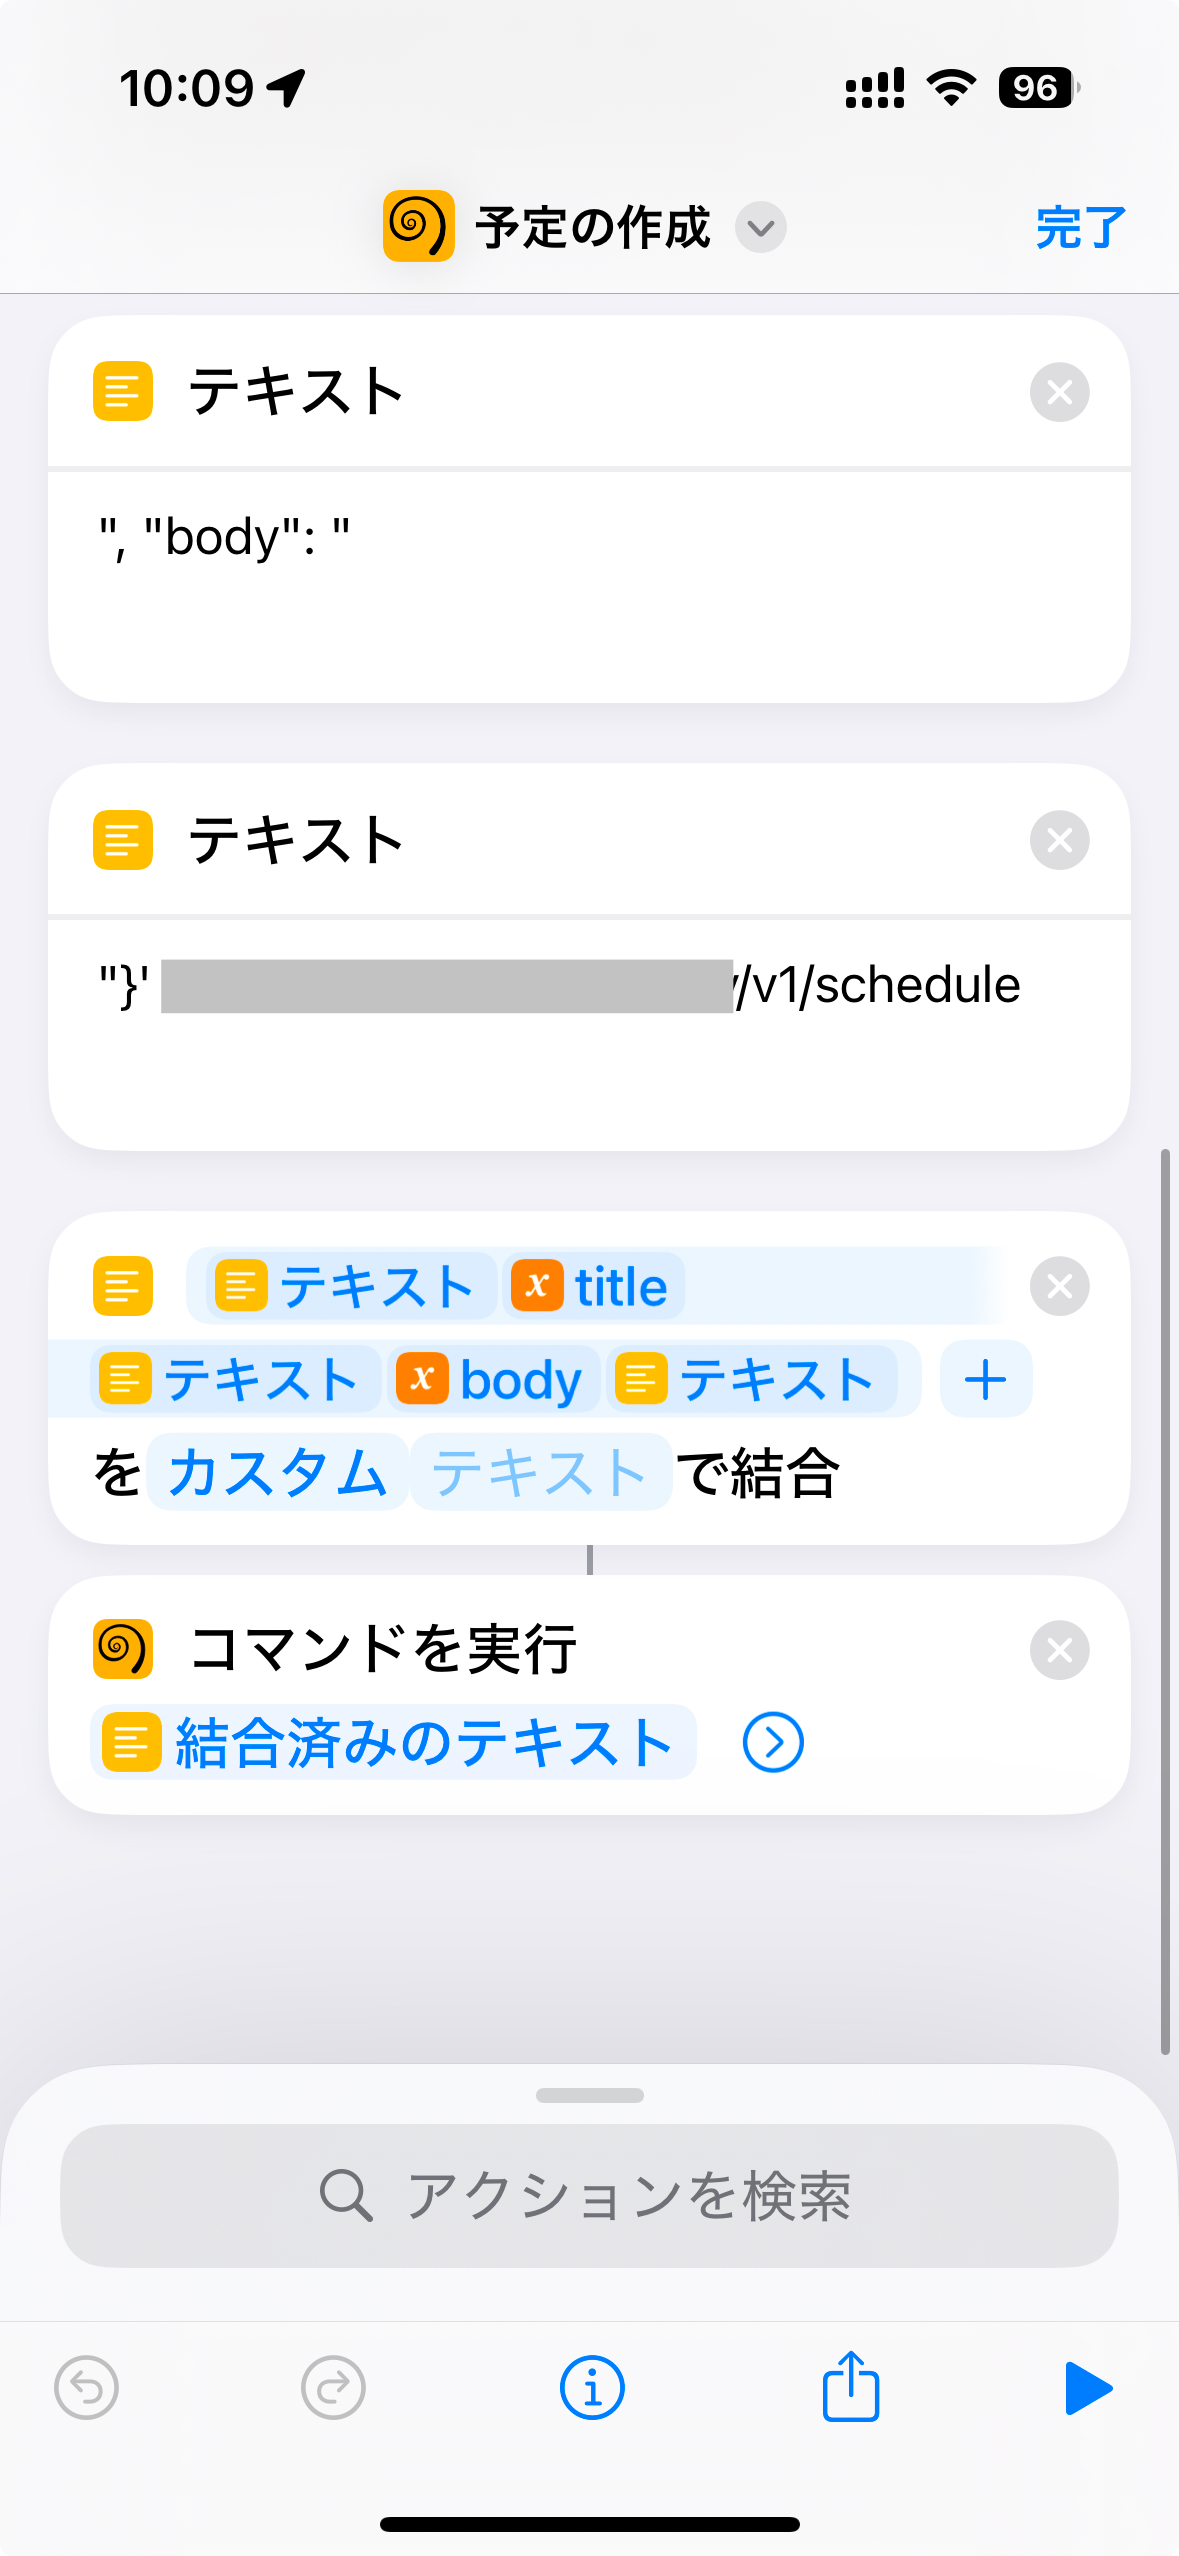 10:09
96
予定の作成
完了
テキスト
", "body": "
テキスト
"}' /v1/schedule
テキスト title
テキスト body テキスト
を カスタム テキスト で結合
コマンドを実行
結合済みのテキスト
アクションを検索